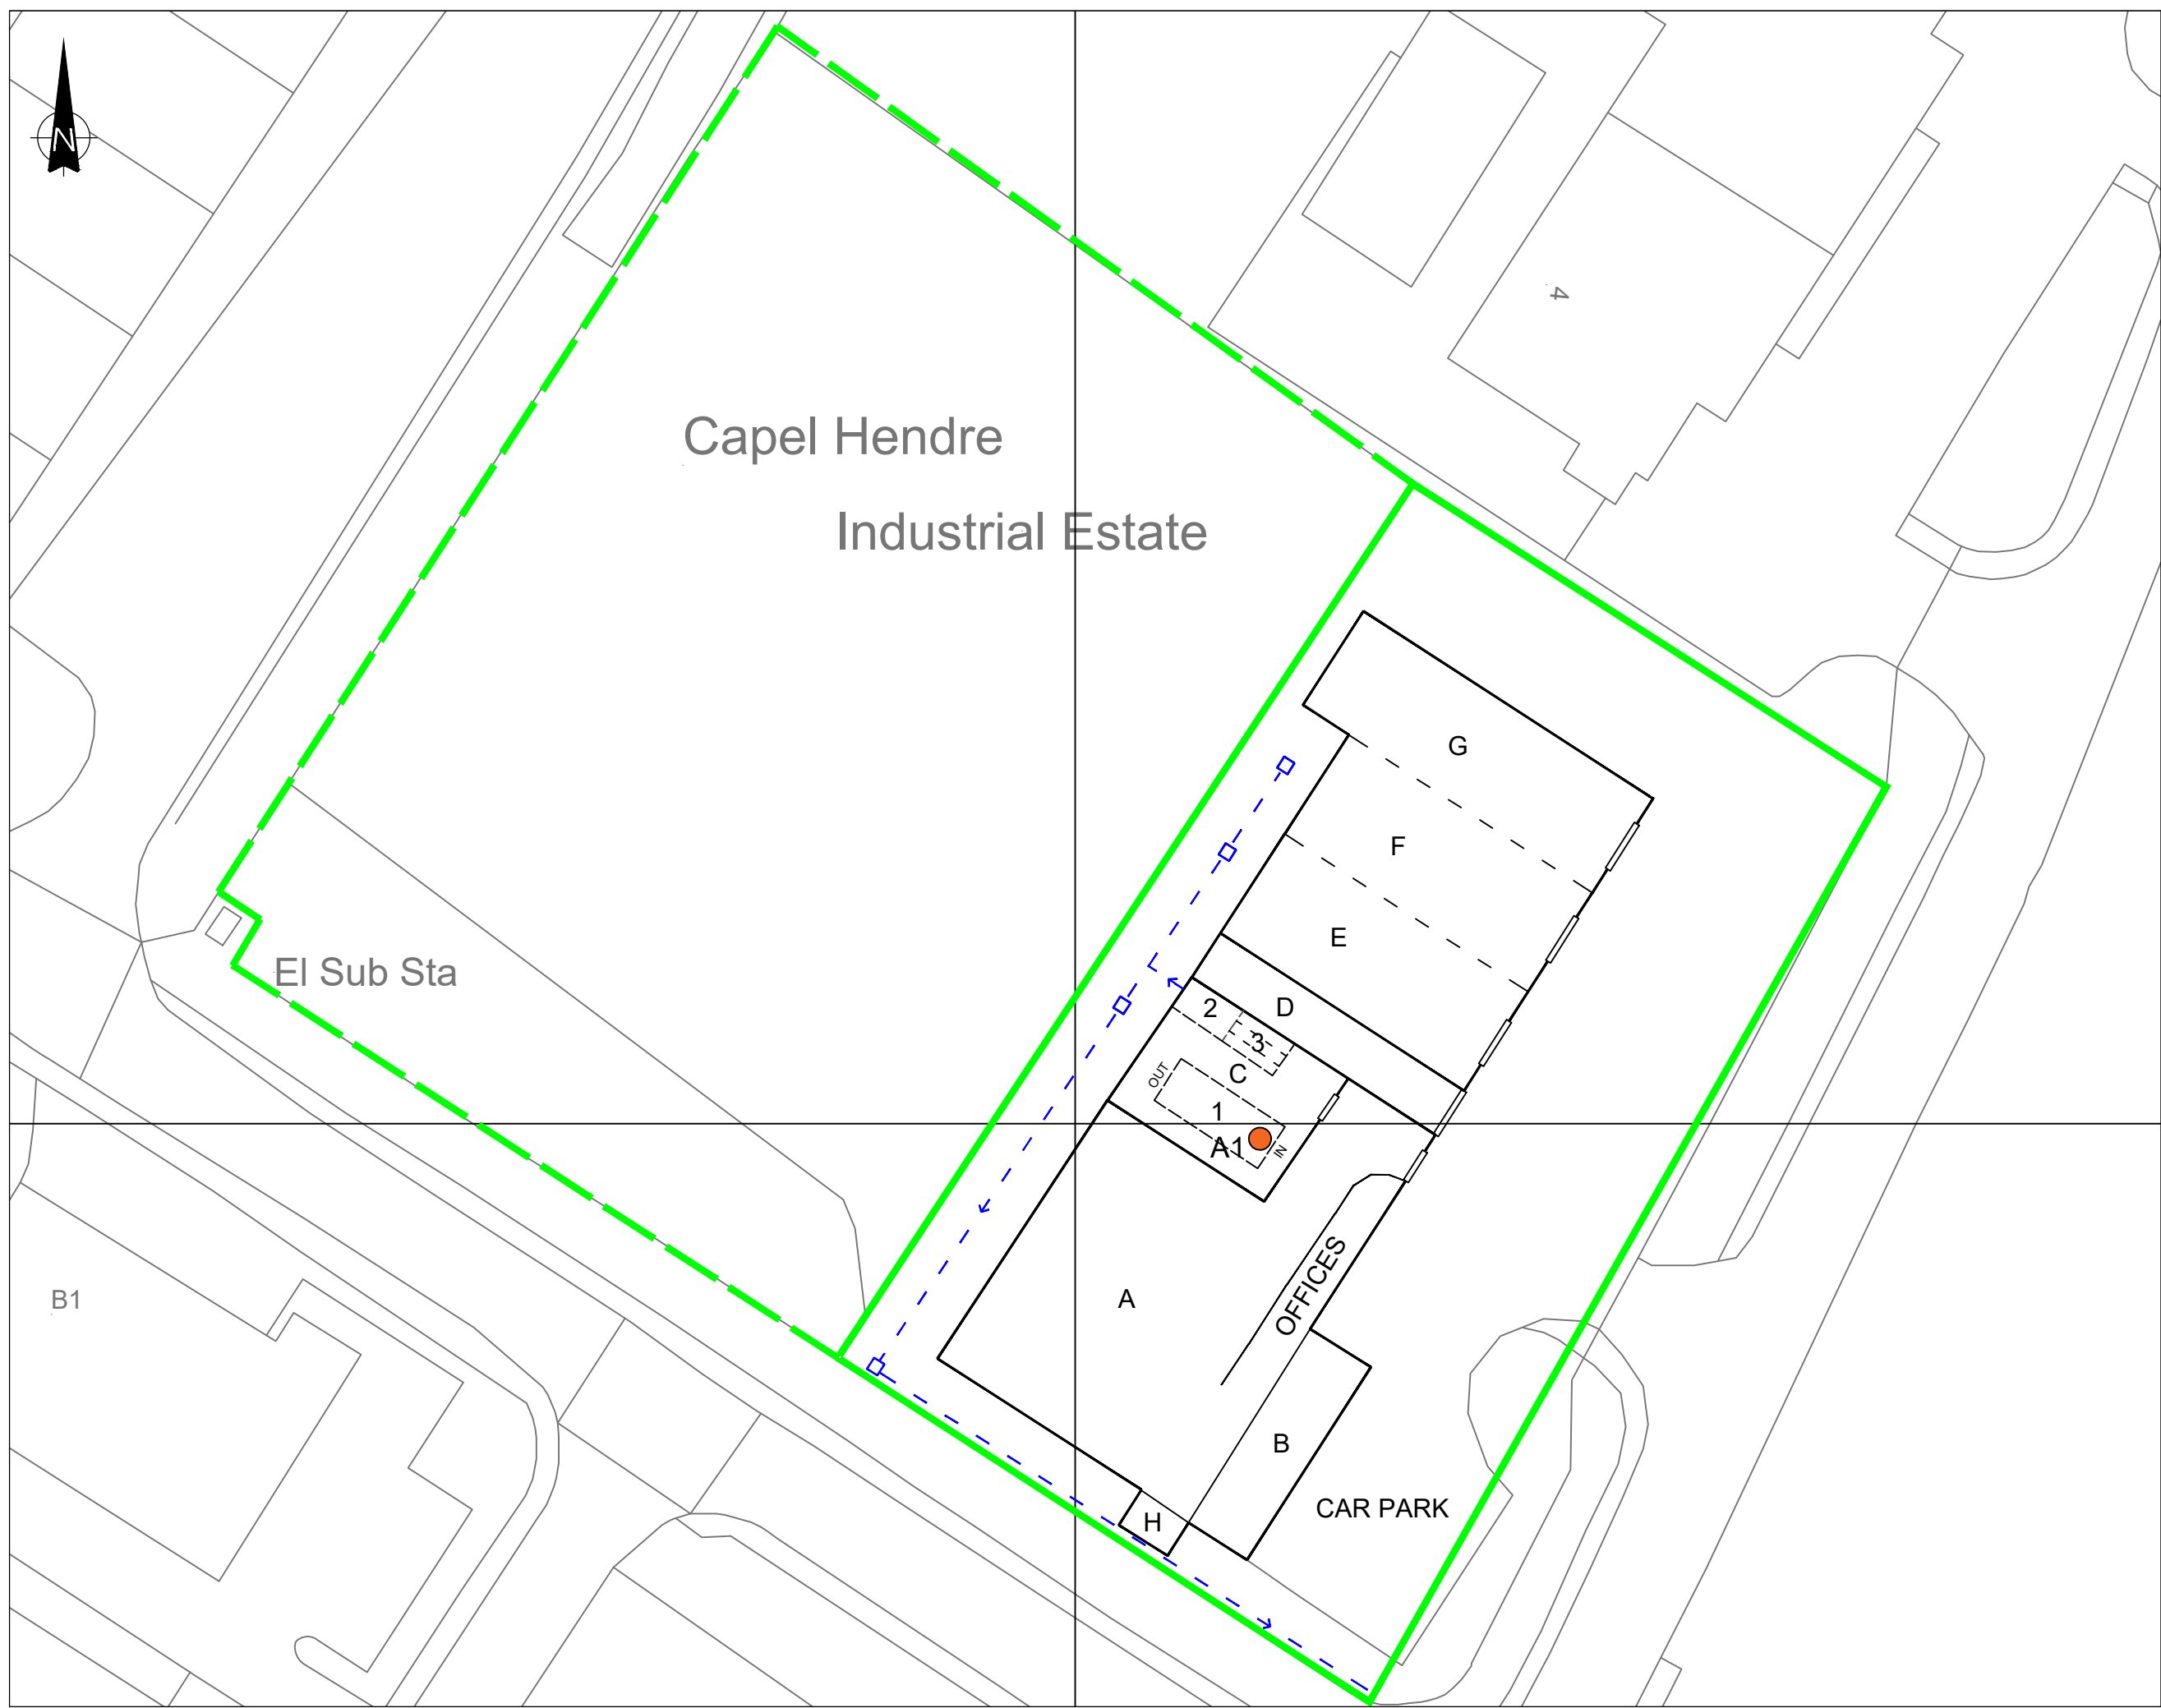 N
4
Capel Hendre
Industrial Estate
G
F
E
El Sub Sta
D
2
3
C
OUT
1
A1
IN
OFFICES
A
B1
B
CAR PARK
H